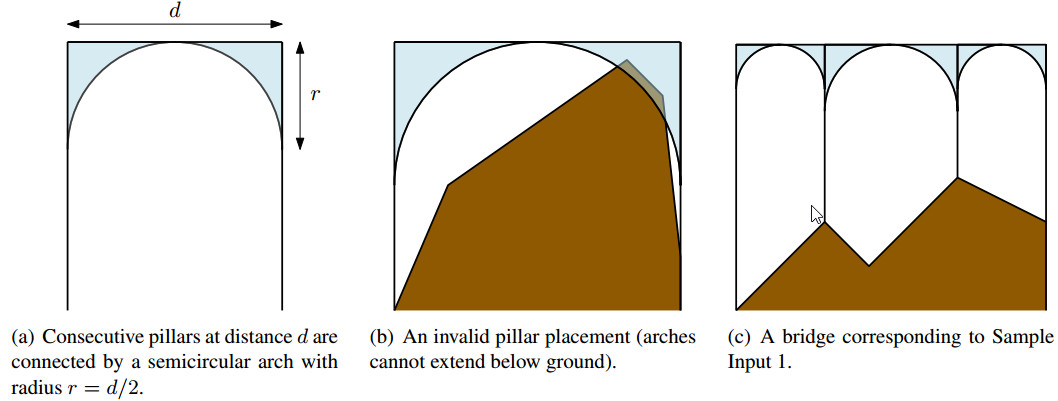 d
r
(a) Consecutive pillars at distance d are
connected by a semicircular arch with
radius r = d/2.
(b) An invalid pillar placement (arches
cannot extend below ground).
(c) A bridge corresponding to Sample
Input 1.